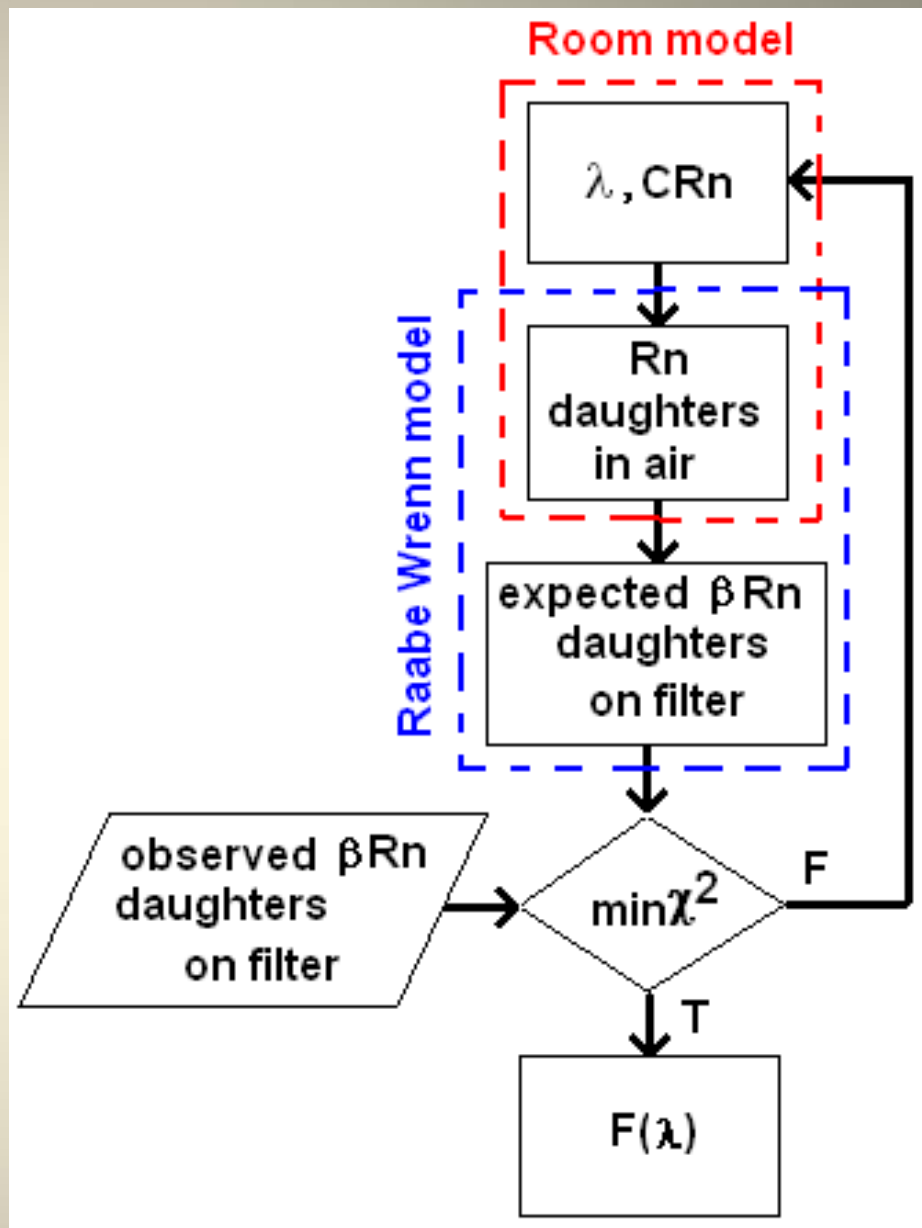 Room model
λ, CRn
Rn
daughters
in air
Raabe Wrenn model
expected βRn
daughters
on filter
observed βRn
daughters
on filter
minχ²
F
T
F(λ)